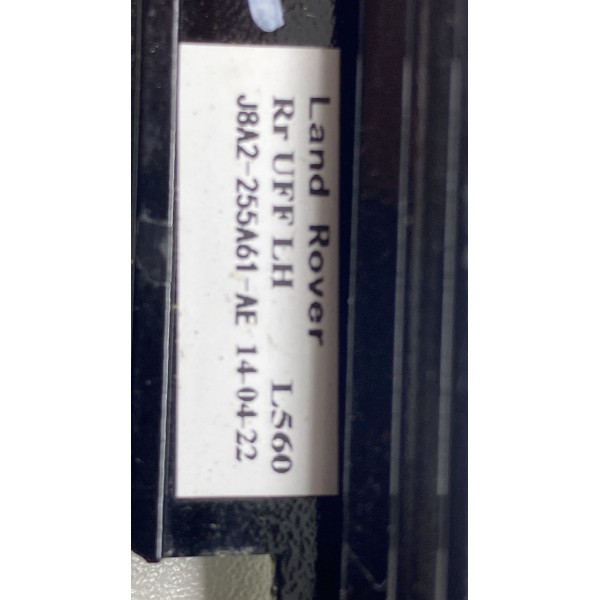 Land Rover
Rr UFF LH L560
J8A2-255A61-AE 14-04-22